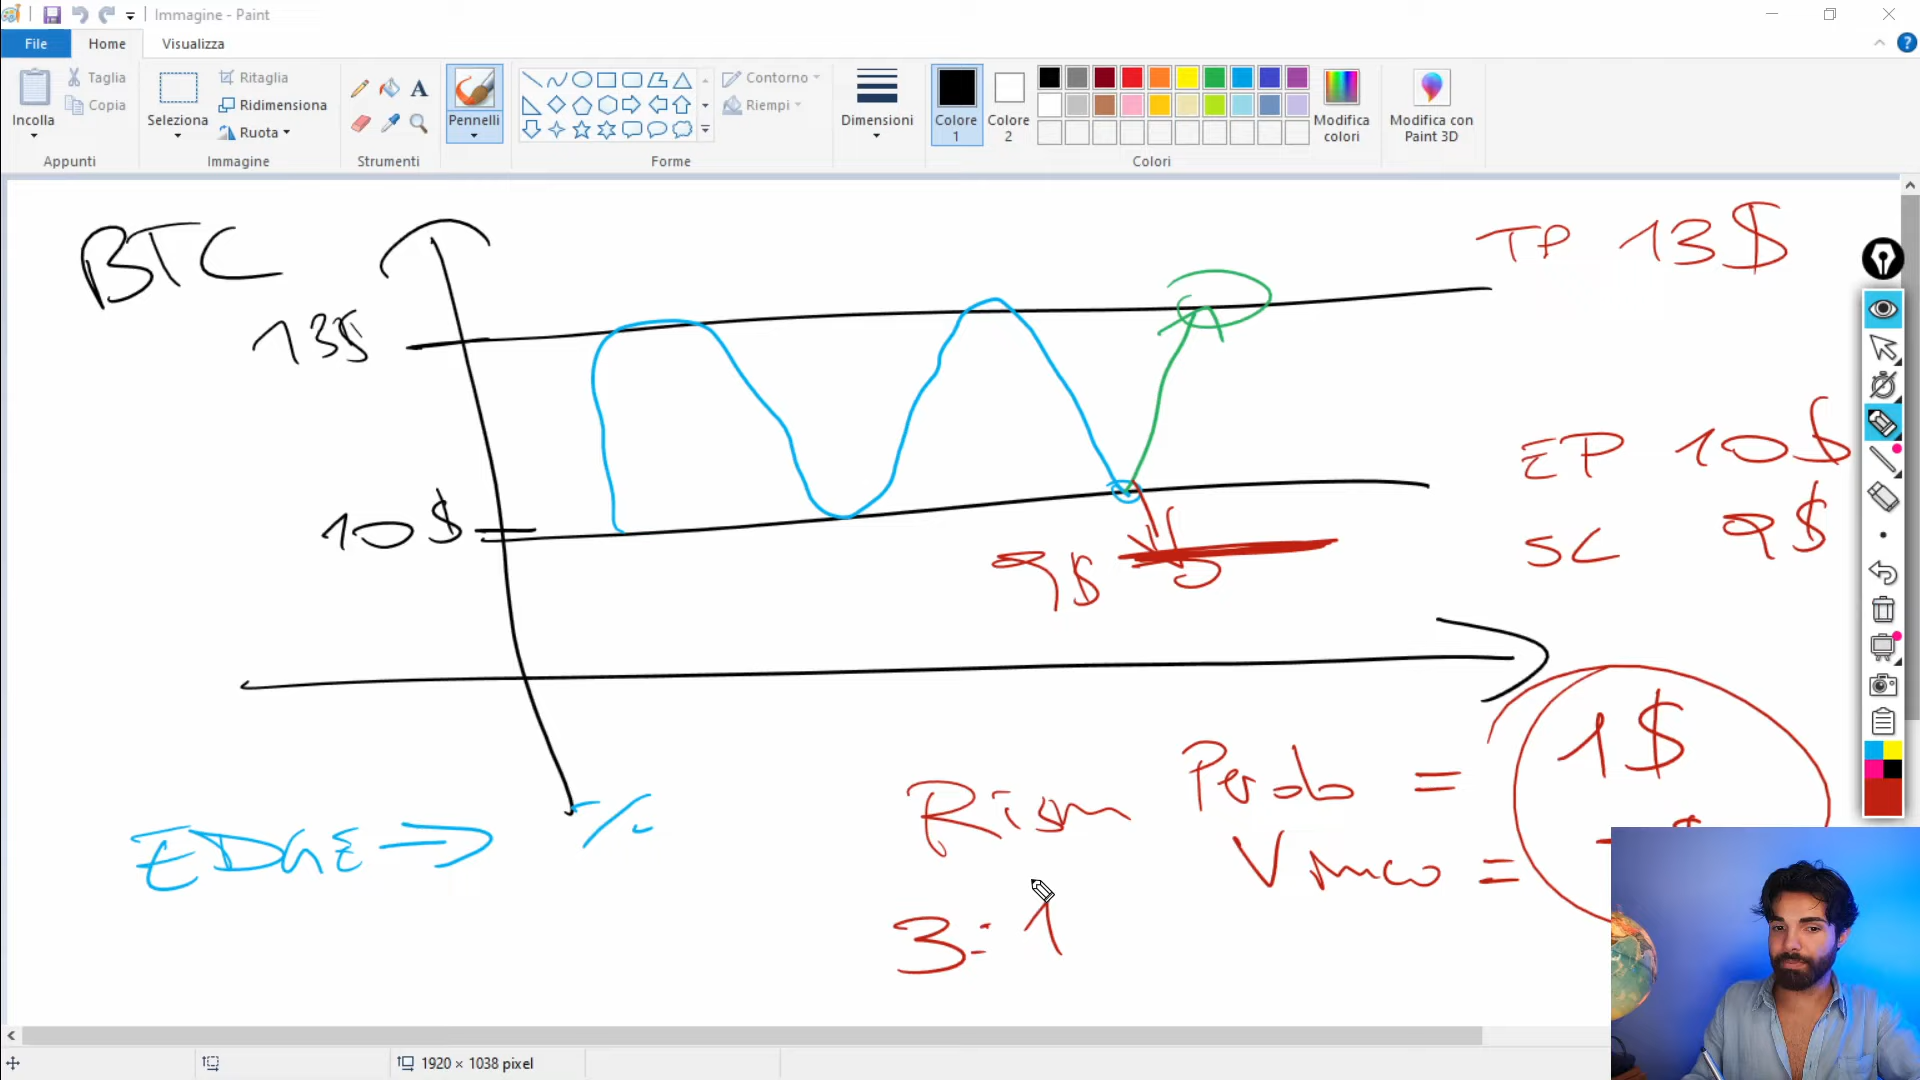 Immagine - Paint
File Home Visualizza
Incolla
Taglia
Copia
Appunti
Seleziona
Ritaglia
Ridimensiona
Ruota
Immagine
A
Strumenti
Pennelli
Contorno
Riempi
Forme
Dimensioni
Colore 1
Colore 2
Modifica colori
Colori
Modifica con Paint 3D
BTC
TP 13$
13$
EP 10$
10$
SL 9$
9$
Perdo = 1$
Vinco =
EDGE → %
3:1
1920 × 1038 pixel